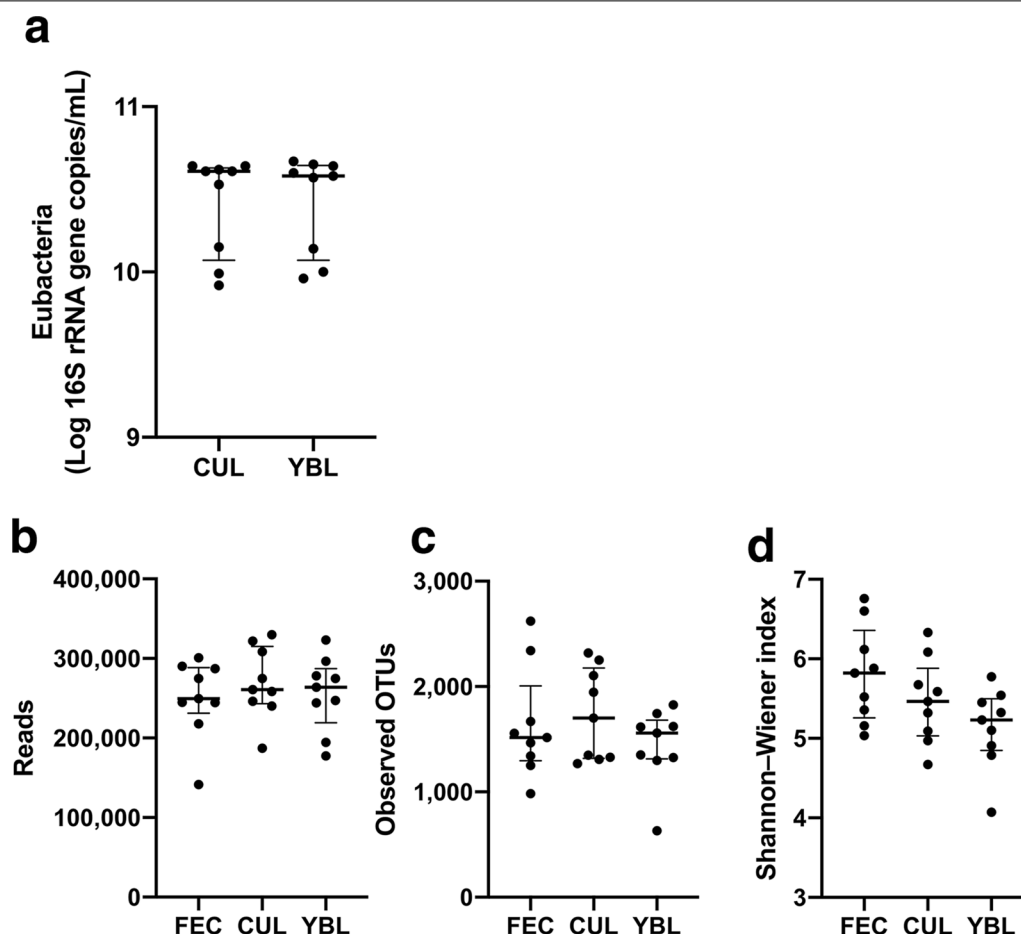 a
Eubacteria
(Log 16S rRNA gene copies/mL)
11
10
9
CUL YBL
b
Reads
400,000
300,000
200,000
100,000
0
FEC CUL YBL
c
Observed OTUs
3,000
2,000
1,000
0
FEC CUL YBL
d
Shannon–Wiener index
7
6
5
4
3
FEC CUL YBL